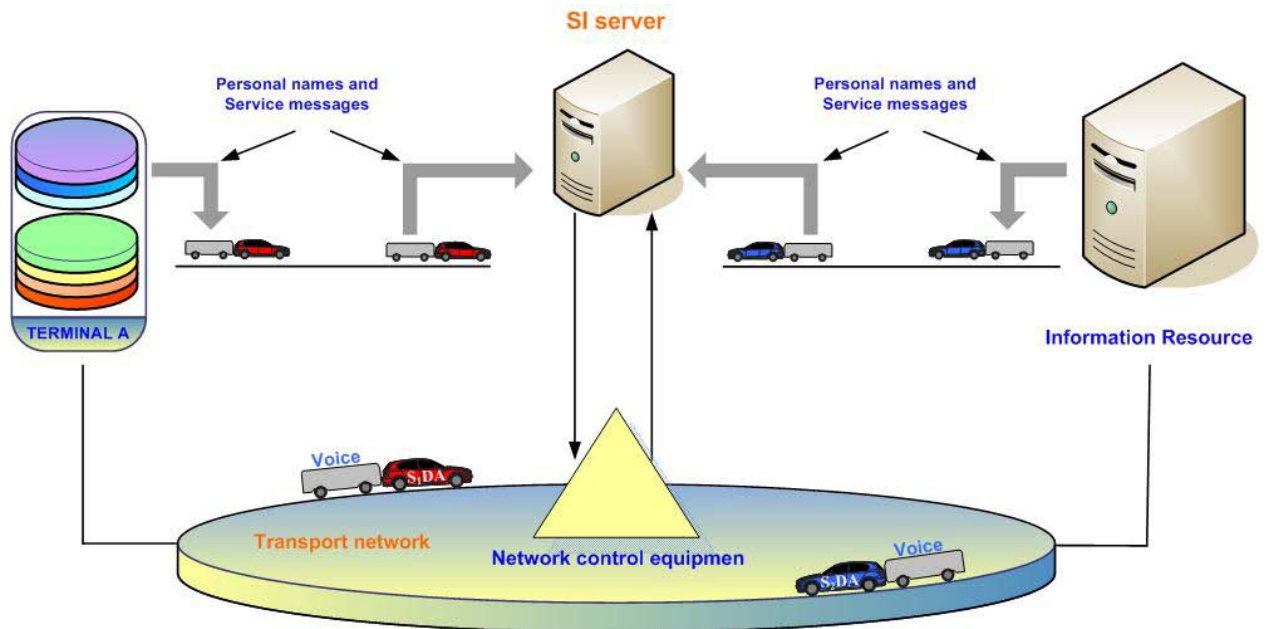 SI server
Personal names and
Service messages
Personal names and
Service messages
TERMINAL A
Information Resource
Voice
S₁DA
Transport network
Network control equipmen
Voice
S₂DA